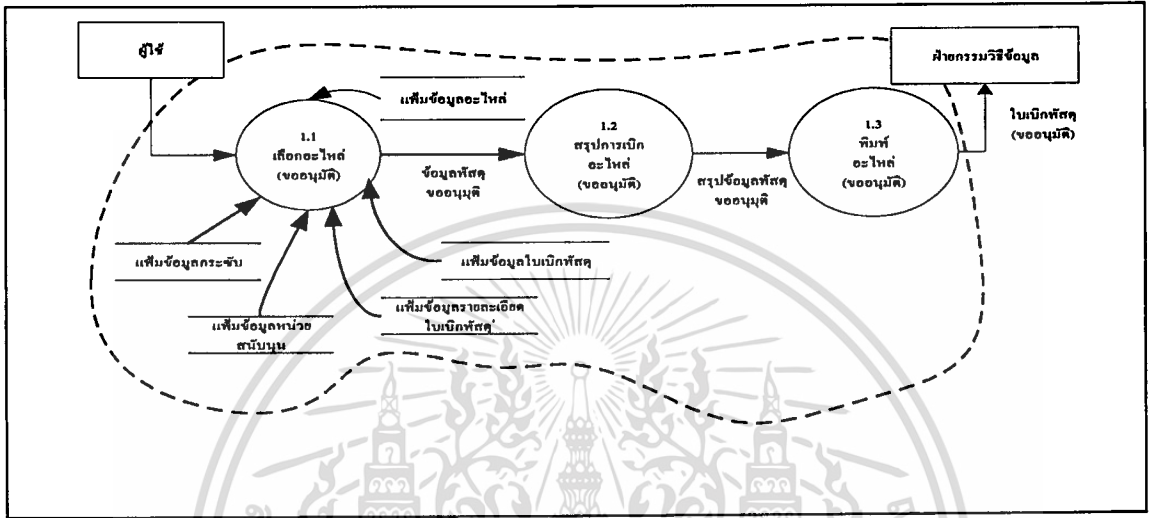 ผู้ใช้
ฝ่ายกรรมวิธีข้อมูล
แฟ้มข้อมูลอะไหล่
1.1
เลือกอะไหล่
(ขออนุมัติ)
ข้อมูลพัสดุ
ขออนุมุติ
1.2
สรุปการเบิก
อะไหล่
(ขออนุมัติ)
สรุปข้อมูลพัสดุ
ขออนุมุติ
1.3
พิมพ์
อะไหล่
(ขออนุมัติ)
ใบเบิกพัสดุ
(ขออนุมัติ)
แฟ้มข้อมูลกระชับ
แฟ้มข้อมูลใบเบิกพัสดุ
แฟ้มข้อมูลหน่วย
สนับนุน
แฟ้มข้อมูลรายละเอียด
ใบเบิกพัสดุ